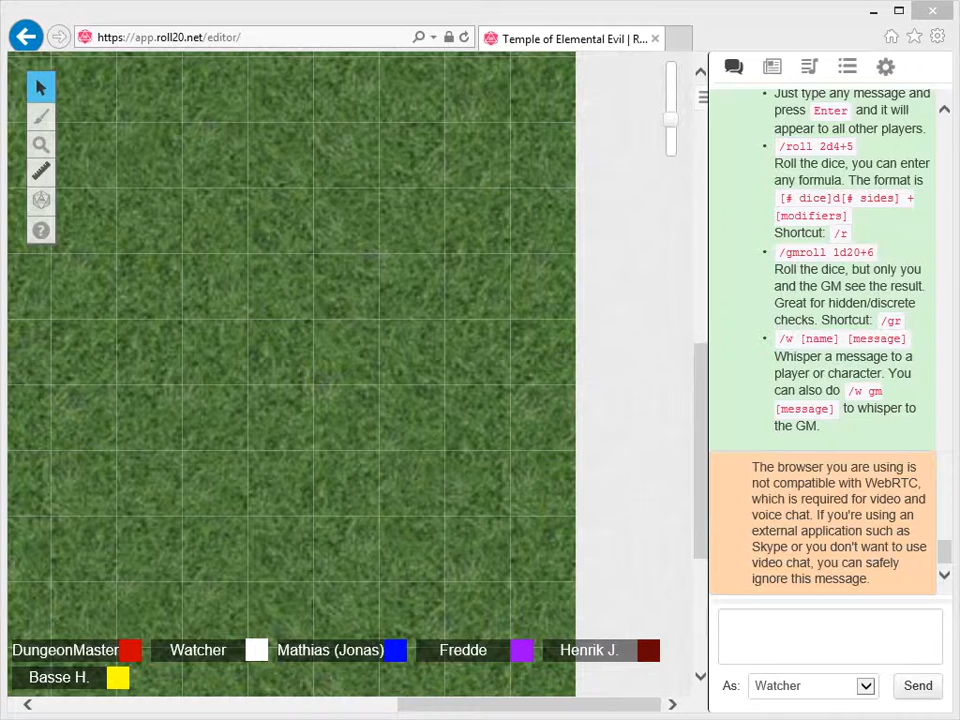 https://app.roll20.net/editor/
Temple of Elemental Evil | R...
Just type any message and
press Enter and it will
appear to all other players.
/roll 2d4+5
Roll the dice, you can enter
any formula. The format is
[# dice]d[# sides] +
[modifiers]
Shortcut: /r
/gmroll 1d20+6
Roll the dice, but only you
and the GM see the result.
Great for hidden/discrete
checks. Shortcut: /gr
/w [name] [message]
Whisper a message to a
player or character. You
can also do /w gm
[message] to whisper to
the GM.
The browser you are using is
not compatible with WebRTC,
which is required for video and
voice chat. If you're using an
external application such as
Skype or you don't want to use
video chat, you can safely
ignore this message.
DungeonMaster Watcher Mathias (Jonas) Fredde Henrik J.
Basse H.
As: Watcher Send